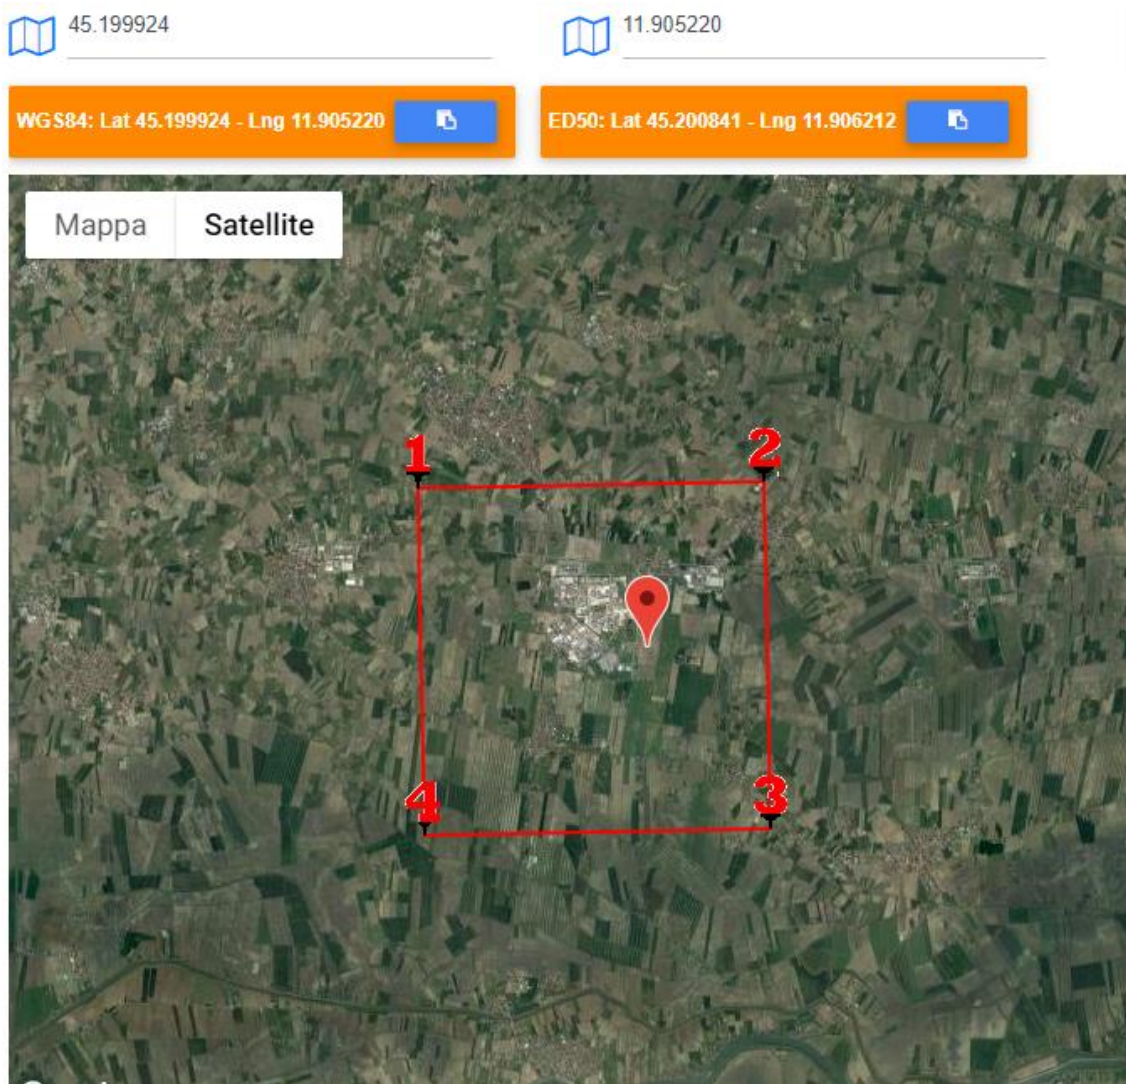 45.199924
11.905220
WGS84: Lat 45.199924 - Lng 11.905220
ED50: Lat 45.200841 - Lng 11.906212
Mappa Satellite
1
2
4
3